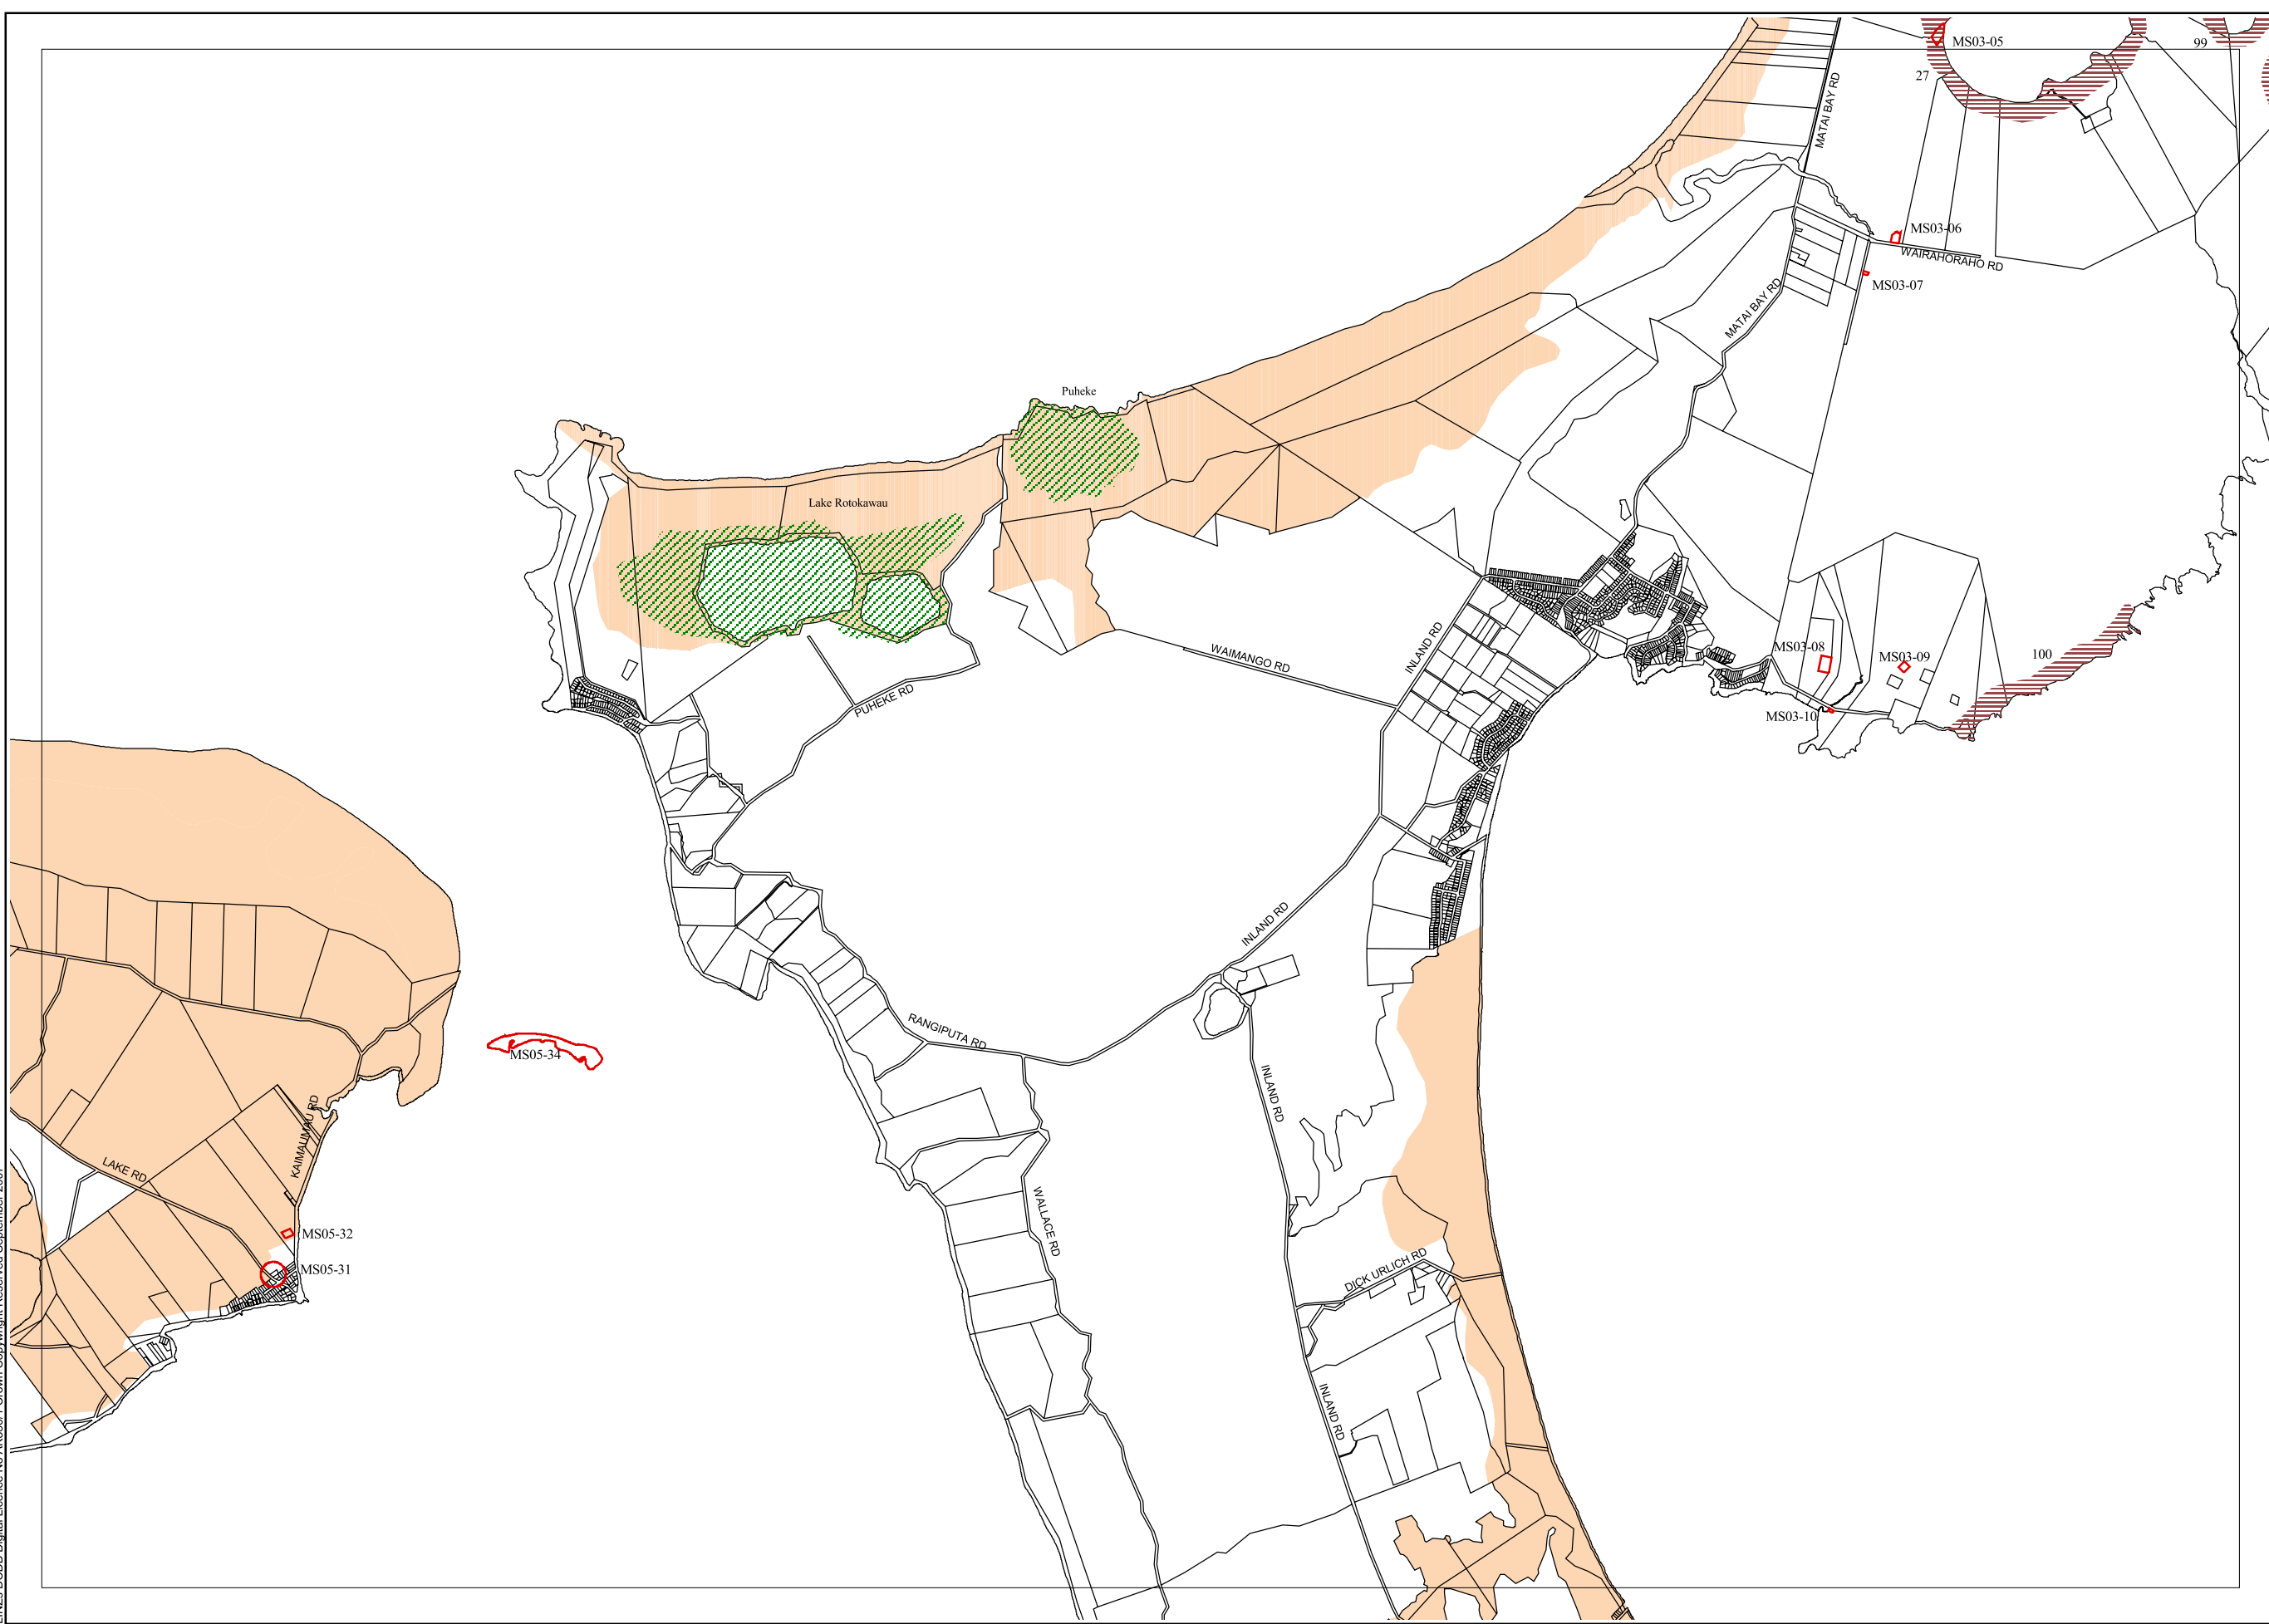 MS03-05
99
27
MATAI BAY RD
MS03-06
WAIRAHORAHO RD
MS03-07
MATAI BAY RD
Puheke
Lake Rotokawau
WAIMANGO RD
INLAND RD
MS03-08
MS03-09
100
PUHEKE RD
MS03-10
INLAND RD
RANGIPUTA RD
MS05-34
INLAND RD
KAIMAUMAU RD
LAKE RD
WALLACE RD
MS05-32
MS05-31
DICK URLICH RD
INLAND RD